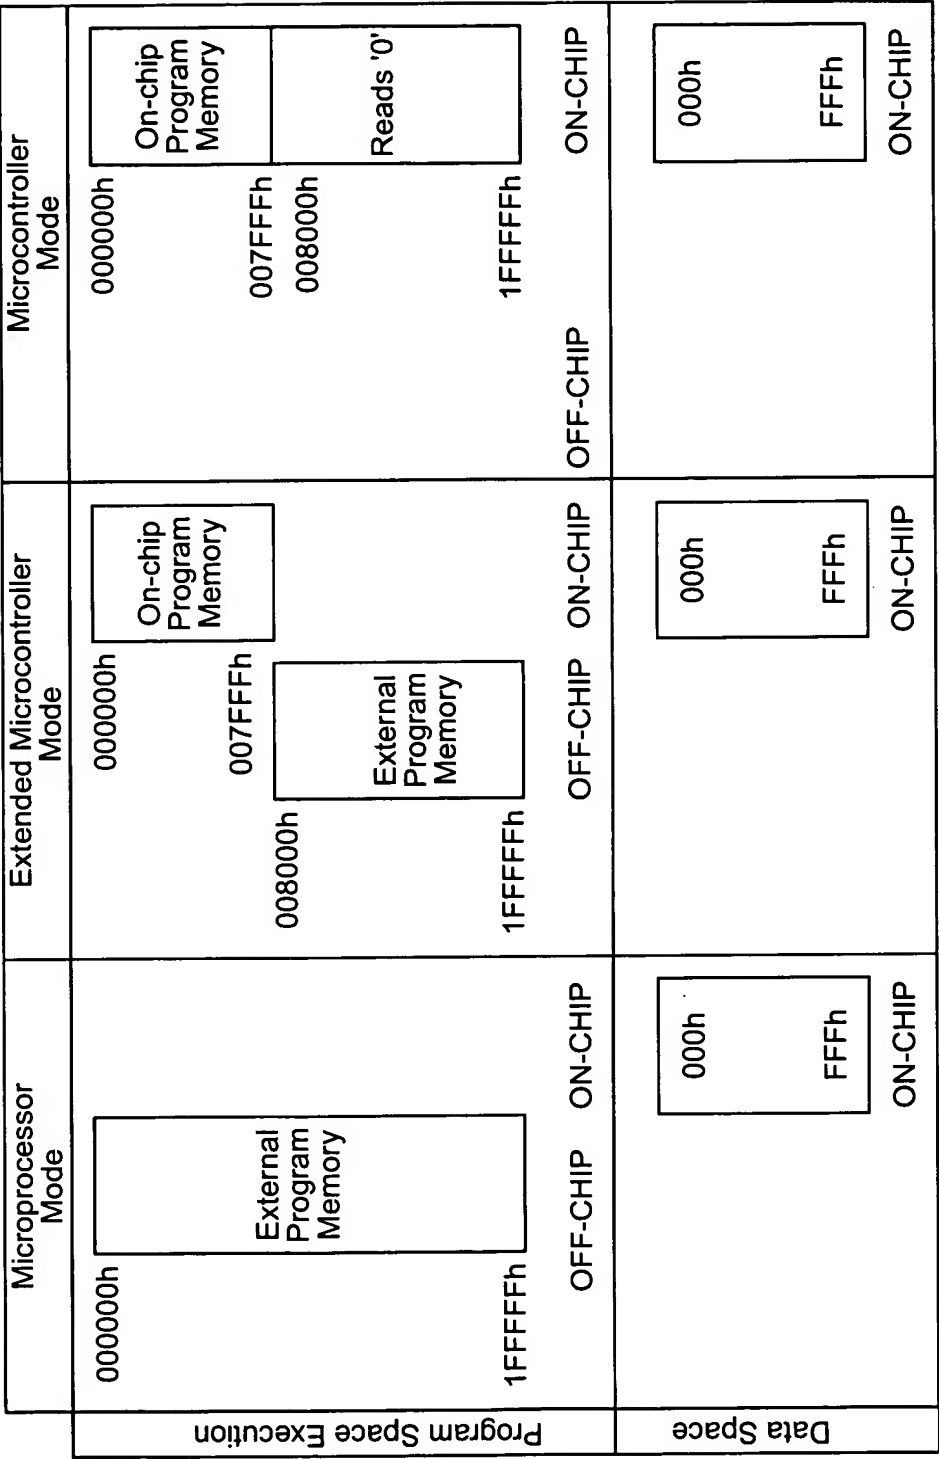 Microprocessor
Mode
Extended Microcontroller
Mode
Microcontroller
Mode
Program Space Execution
000000h
1FFFFFh
External
Program
Memory
OFF-CHIP
ON-CHIP
000000h
007FFFh
On-chip
Program
Memory
008000h
1FFFFFh
External
Program
Memory
OFF-CHIP
ON-CHIP
000000h
007FFFh
008000h
1FFFFFh
On-chip
Program
Memory
Reads '0'
OFF-CHIP
ON-CHIP
Data Space
000h
FFFh
ON-CHIP
000h
FFFh
ON-CHIP
000h
FFFh
ON-CHIP